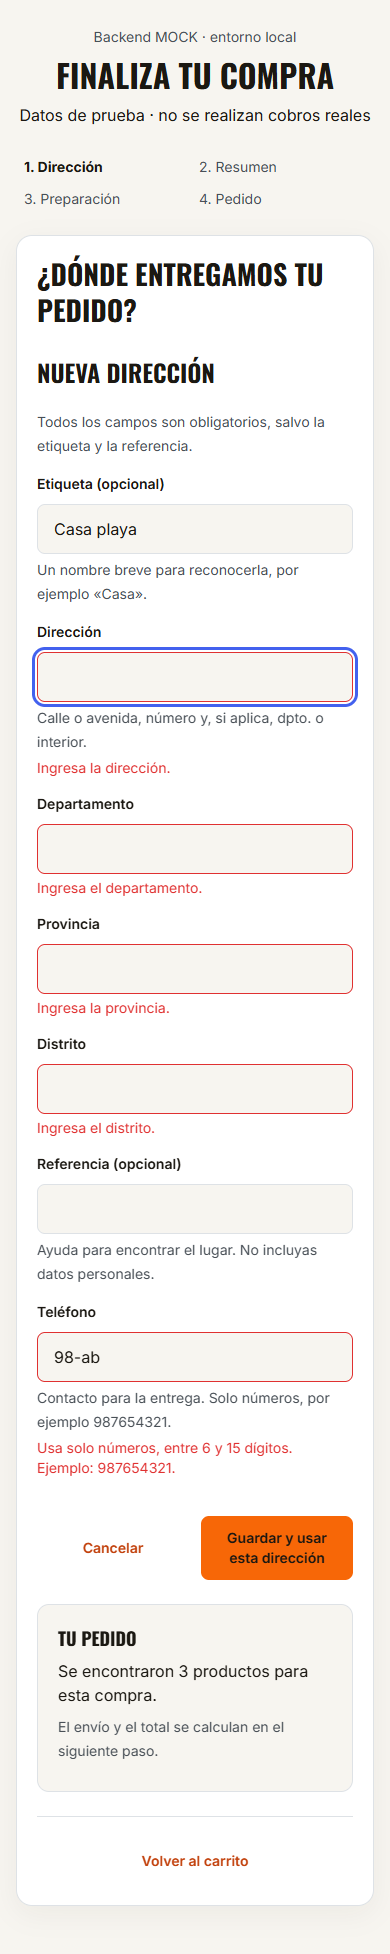 Backend MOCK · entorno local
FINALIZA TU COMPRA
Datos de prueba · no se realizan cobros reales
1. Dirección
2. Resumen
3. Preparación
4. Pedido
¿DÓNDE ENTREGAMOS TU
PEDIDO?
NUEVA DIRECCIÓN
Todos los campos son obligatorios, salvo la
etiqueta y la referencia.
Etiqueta (opcional)
Casa playa
Un nombre breve para reconocerla, por
ejemplo «Casa».
Dirección
Calle o avenida, número y, si aplica, dpto. o
interior.
Ingresa la dirección.
Departamento
Ingresa el departamento.
Provincia
Ingresa la provincia.
Distrito
Ingresa el distrito.
Referencia (opcional)
Ayuda para encontrar el lugar. No incluyas
datos personales.
Teléfono
98-ab
Contacto para la entrega. Solo números, por
ejemplo 987654321.
Usa solo números, entre 6 y 15 dígitos.
Ejemplo: 987654321.
Cancelar
Guardar y usar
esta dirección
TU PEDIDO
Se encontraron 3 productos para
esta compra.
El envío y el total se calculan en el
siguiente paso.
Volver al carrito